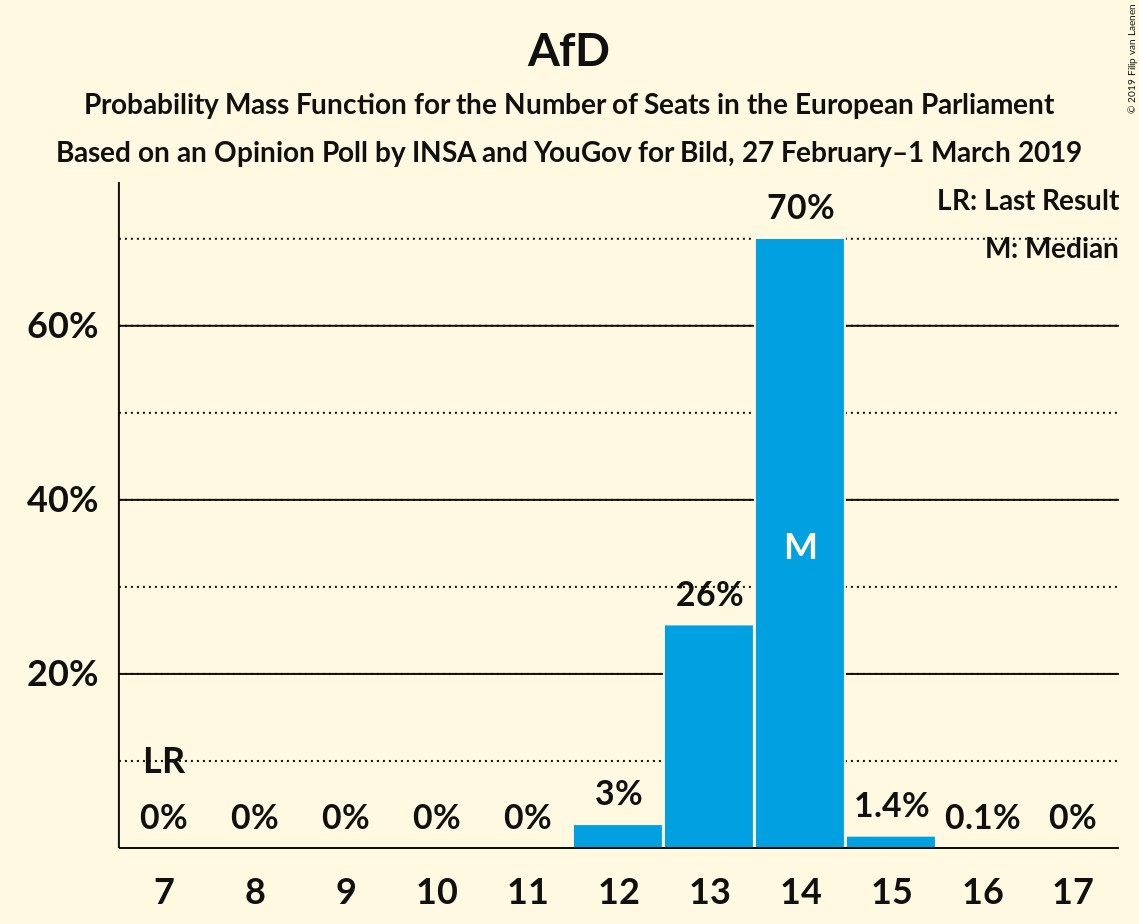 AfD
Probability Mass Function for the Number of Seats in the European Parliament
Based on an Opinion Poll by INSA and YouGov for Bild, 27 February–1 March 2019
© 2019 Filip van Laenen
LR: Last Result
M: Median
60%
40%
20%
LR
0%
0%
0%
0%
0%
3%
26%
70%
M
1.4%
0.1%
0%
7 8 9 10 11 12 13 14 15 16 17